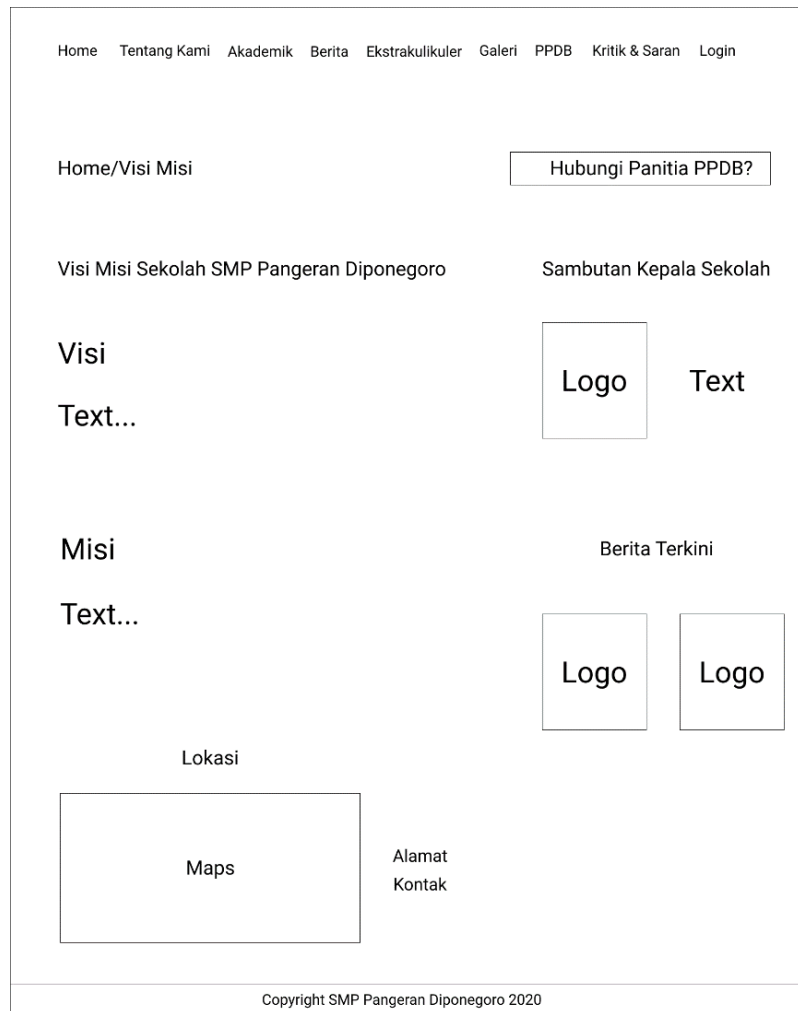 Home Tentang Kami Akademik Berita Ekstrakulikuler Galeri PPDB Kritik & Saran Login
Home/Visi Misi
Hubungi Panitia PPDB?
Visi Misi Sekolah SMP Pangeran Diponegoro
Visi
Text...
Misi
Text...
Sambutan Kepala Sekolah
Logo
Text
Berita Terkini
Logo
Logo
Lokasi
Maps
Alamat
Kontak
Copyright SMP Pangeran Diponegoro 2020